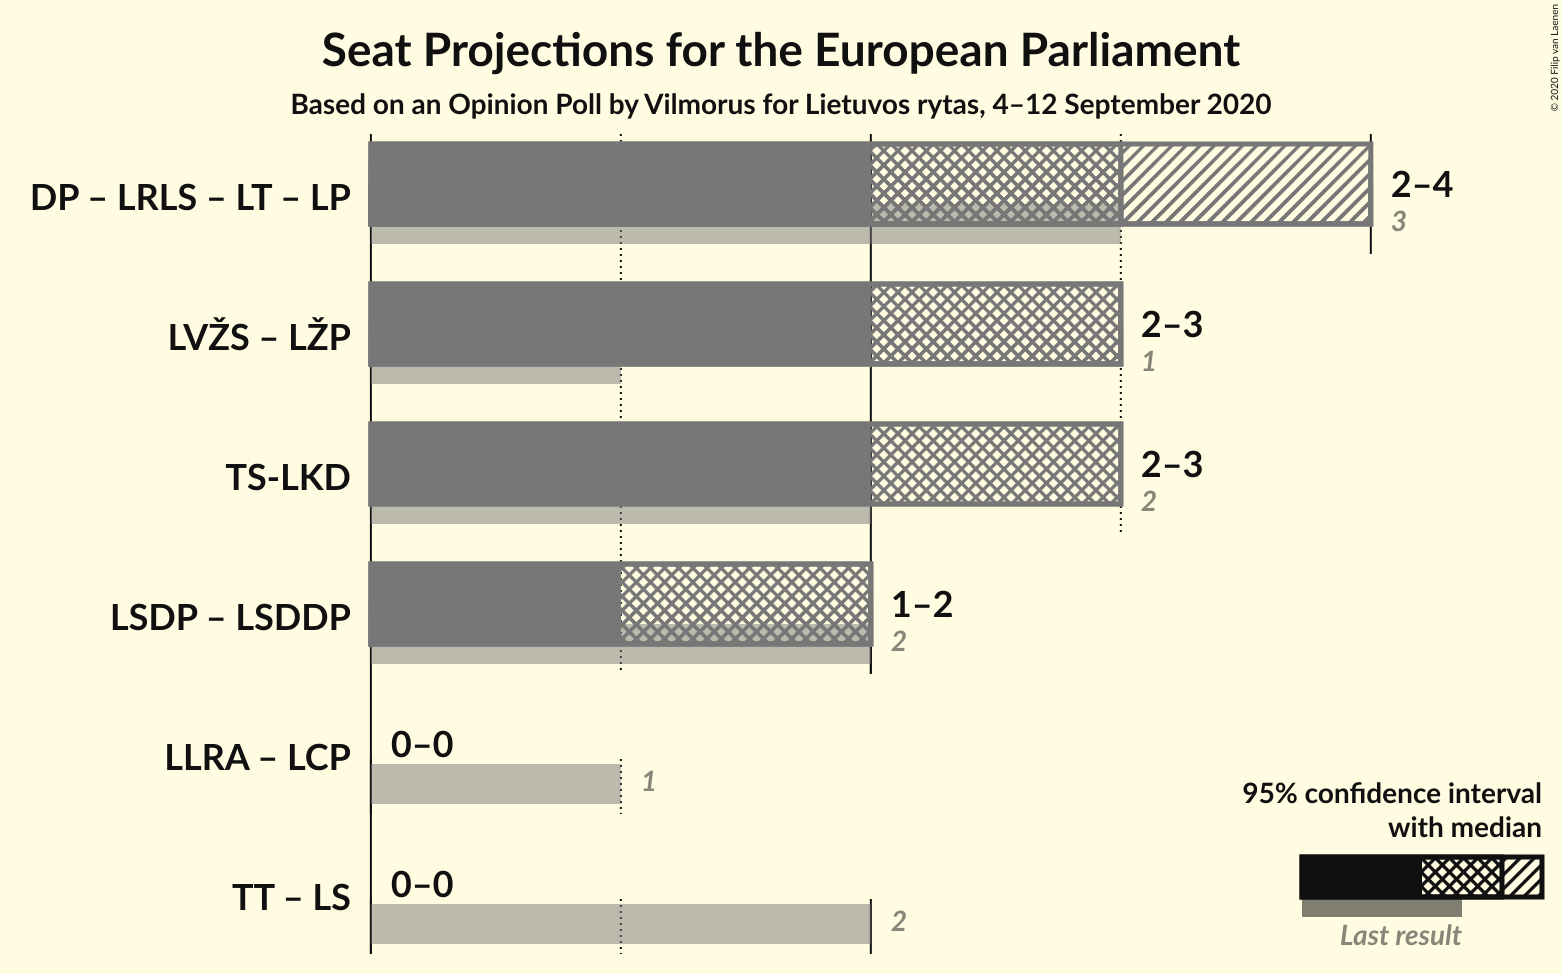 Seat Projections for the European Parliament
Based on an Opinion Poll by Vilmorus for Lietuvos rytas, 4–12 September 2020
© 2020 Filip van Laenen
DP – LRLS – LT – LP
2–4
3
LVŽS – LŽP
2–3
1
TS-LKD
2–3
2
LSDP – LSDDP
1–2
2
LLRA – LCP
0–0
1
TT – LS
0–0
2
95% confidence interval
with median
Last result